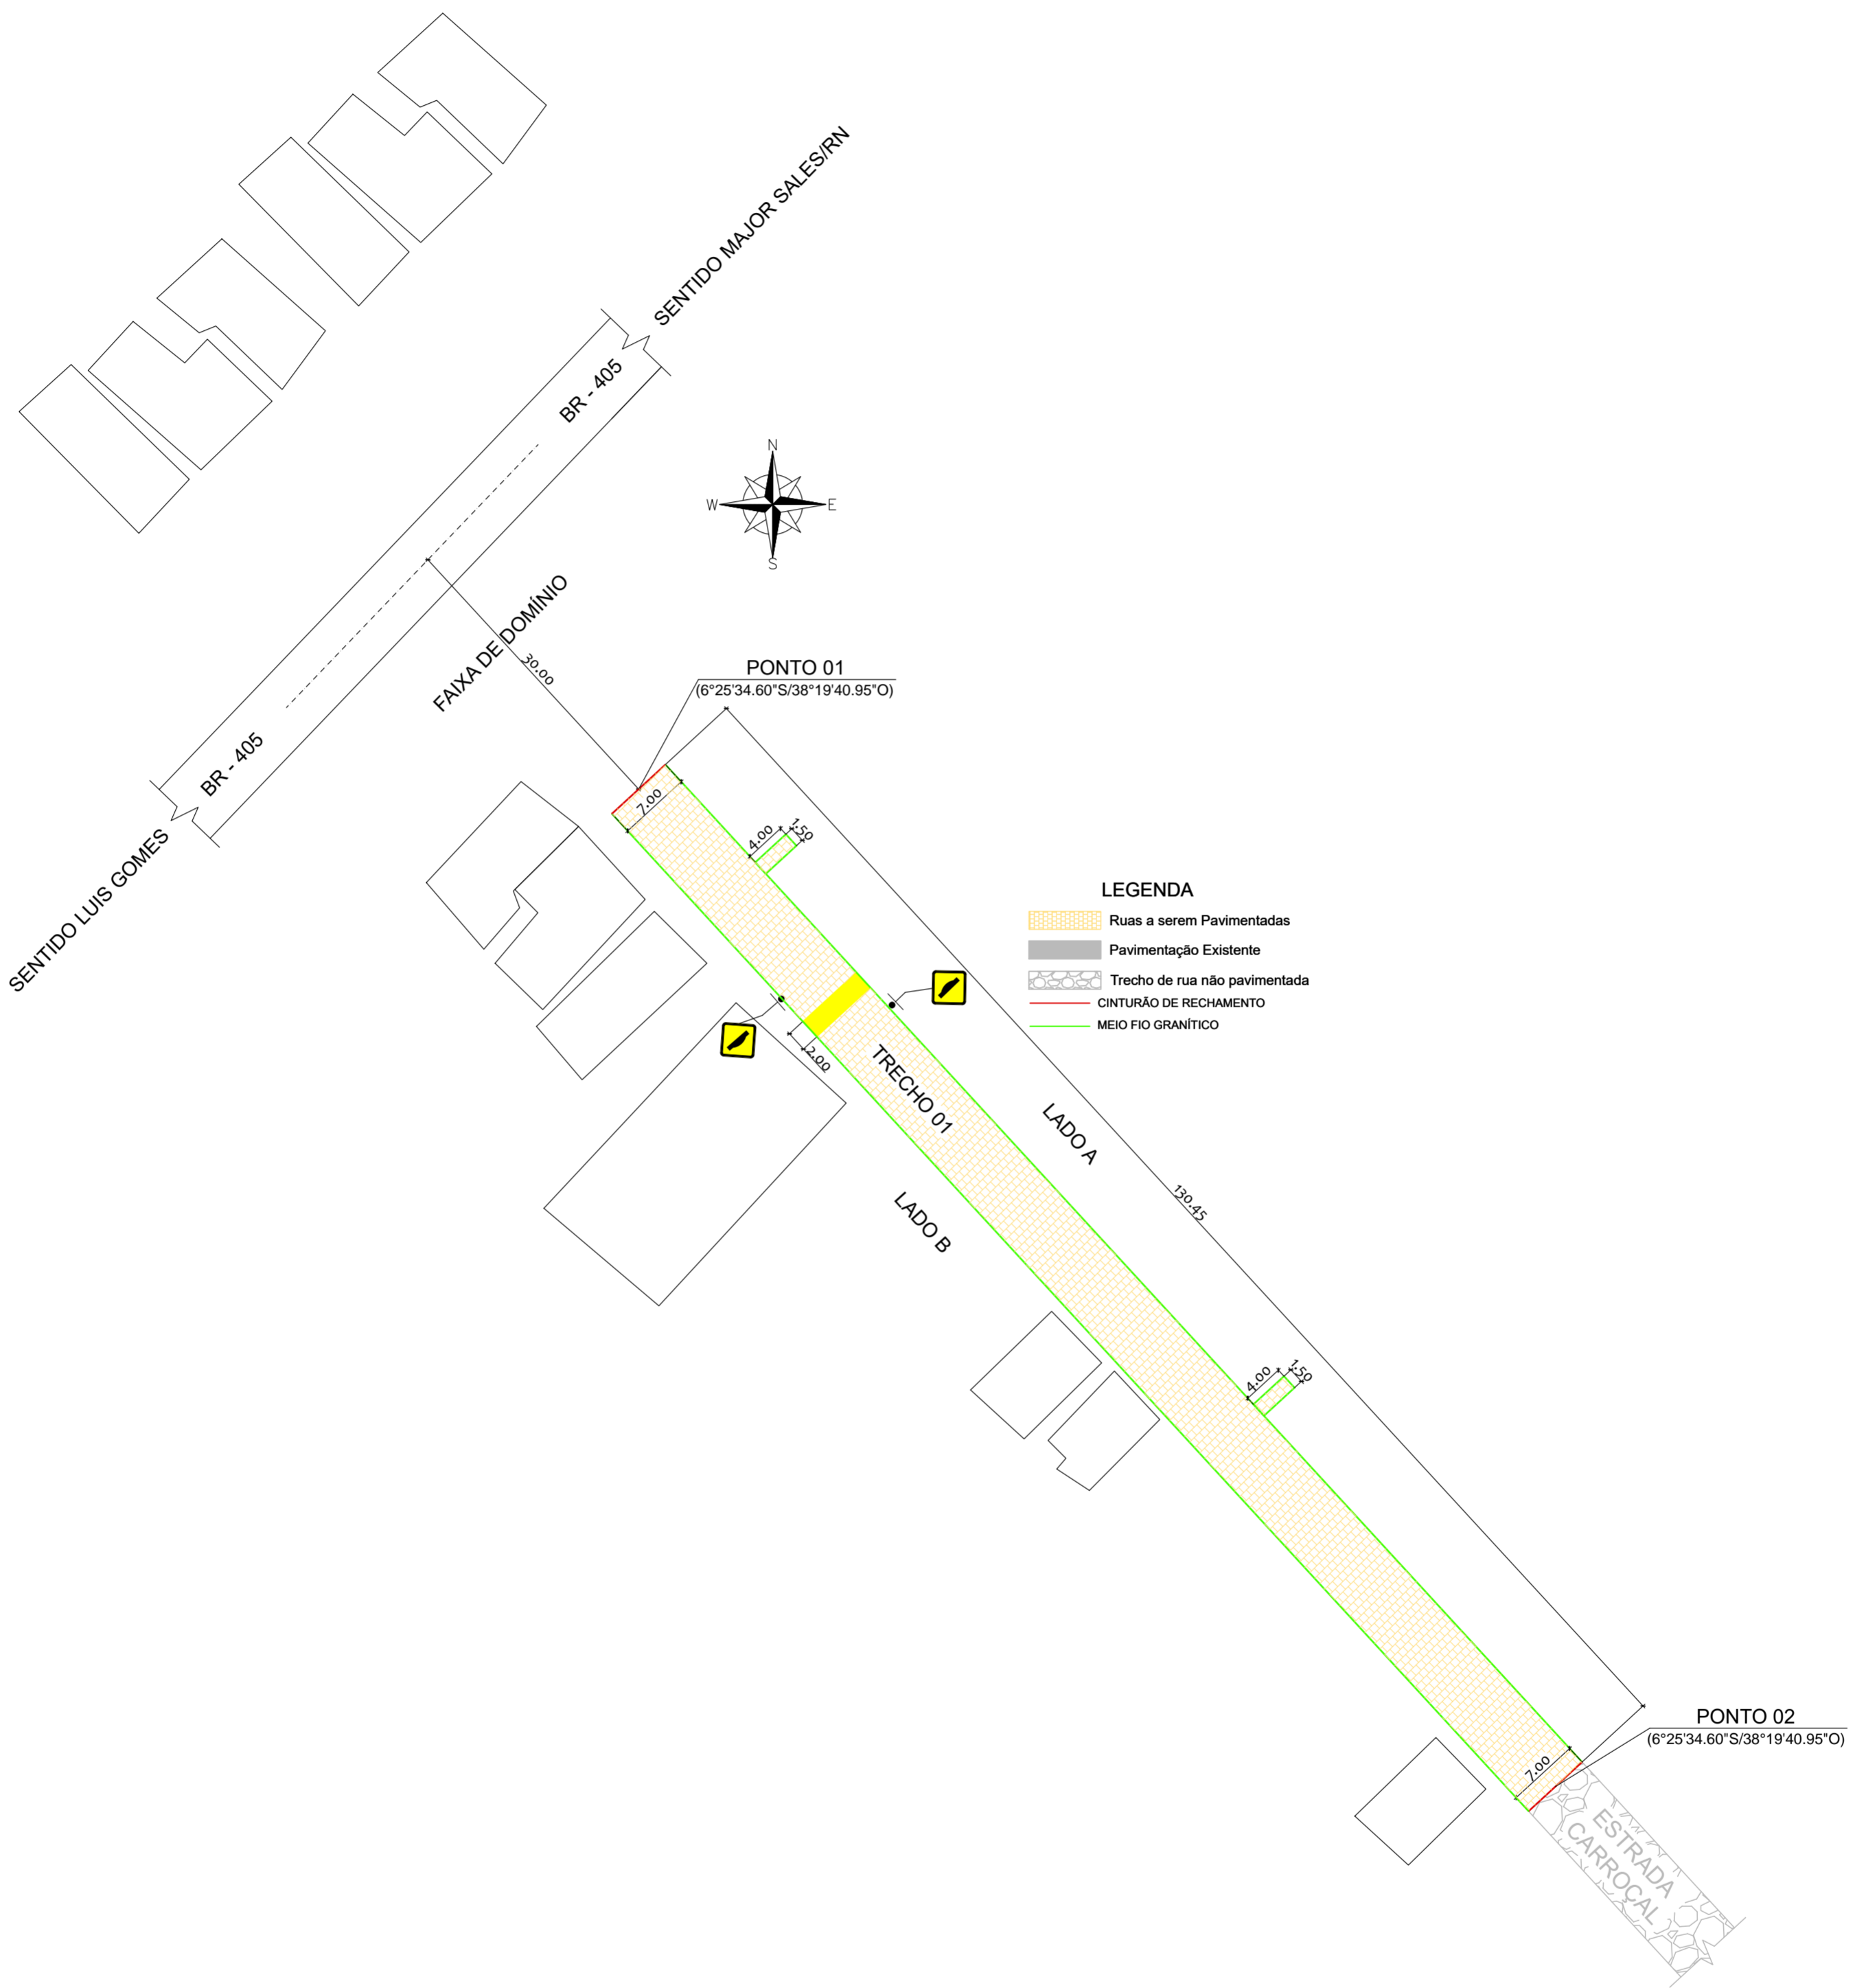 SENTIDO MAJOR SALES/RN
BR - 405
N
W
E
S
FAIXA DE DOMÍNIO
30.00
PONTO 01
(6°25'34.60"S/38°19'40.95"O)
BR - 405
SENTIDO LUIS GOMES
7.00
4.00
1.50
LEGENDA
Ruas a serem Pavimentadas
Pavimentação Existente
Trecho de rua não pavimentada
CINTURÃO DE RECHAMENTO
MEIO FIO GRANÍTICO
2.00
TRECHO 01
LADO A
LADO B
130.45
4.00
1.50
PONTO 02
(6°25'34.60"S/38°19'40.95"O)
7.00
ESTRADA
CARROÇAL